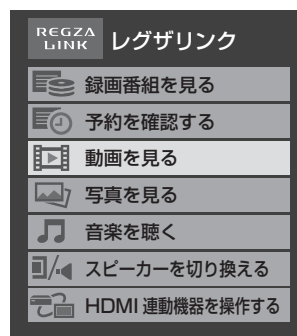 REGZA
LINK
レグザリンク
録画番組を見る
予約を確認する
動画を見る
写真を見る
音楽を聴く
スピーカーを切り換える
HDMI 連動機器を操作する